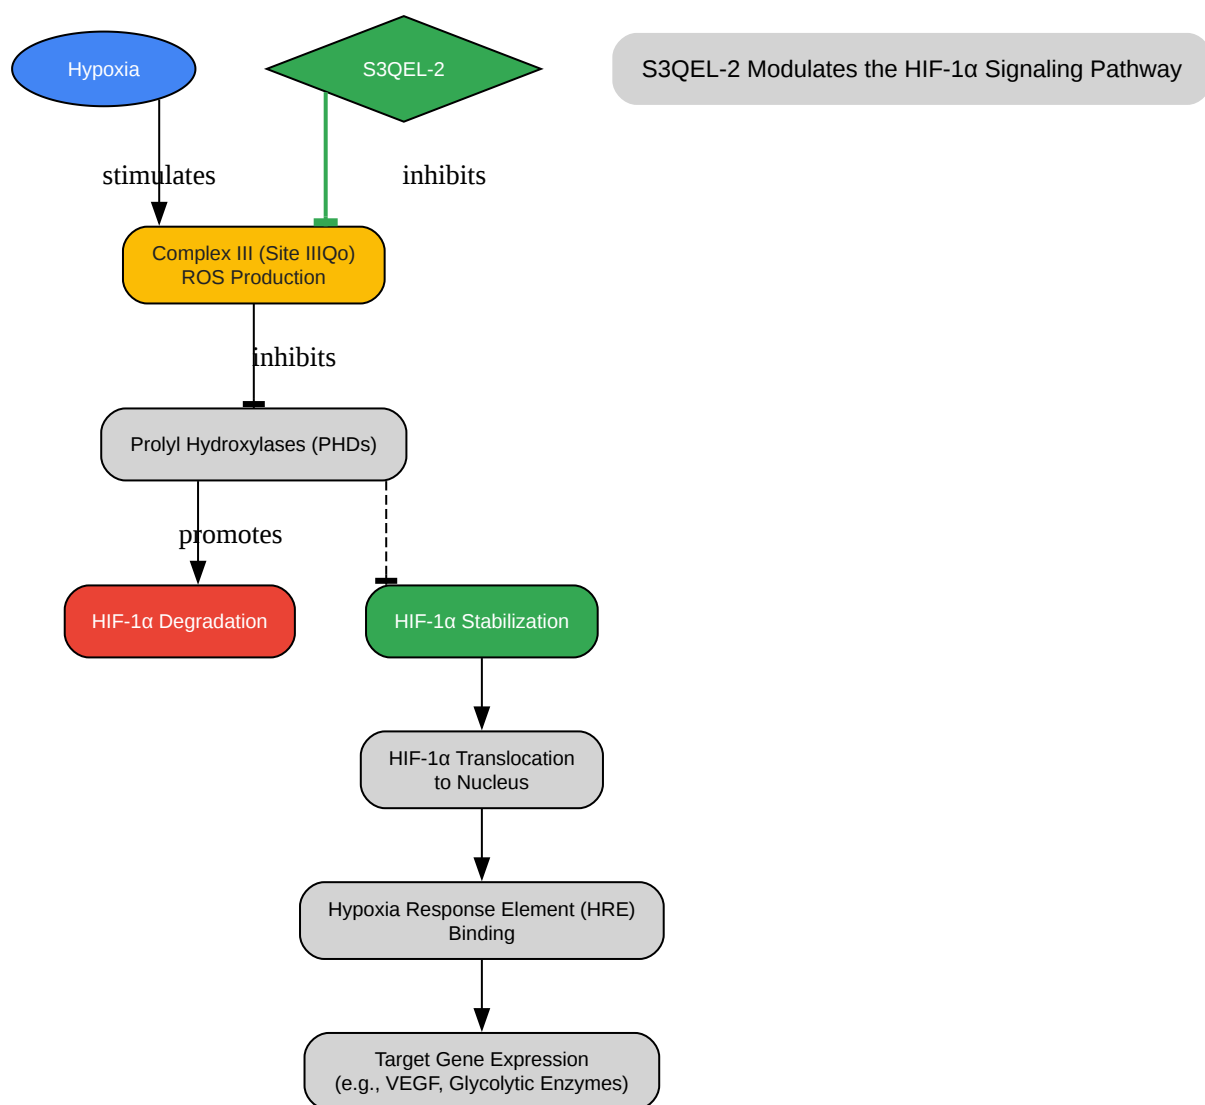 Hypoxia
S3QEL-2
S3QEL-2 Modulates the HIF-1α Signaling Pathway
stimulates
inhibits
Complex III (Site IIIQo)
ROS Production
inhibits
Prolyl Hydroxylases (PHDs)
promotes
HIF-1α Degradation
HIF-1α Stabilization
HIF-1α Translocation
to Nucleus
Hypoxia Response Element (HRE)
Binding
Target Gene Expression
(e.g., VEGF, Glycolytic Enzymes)